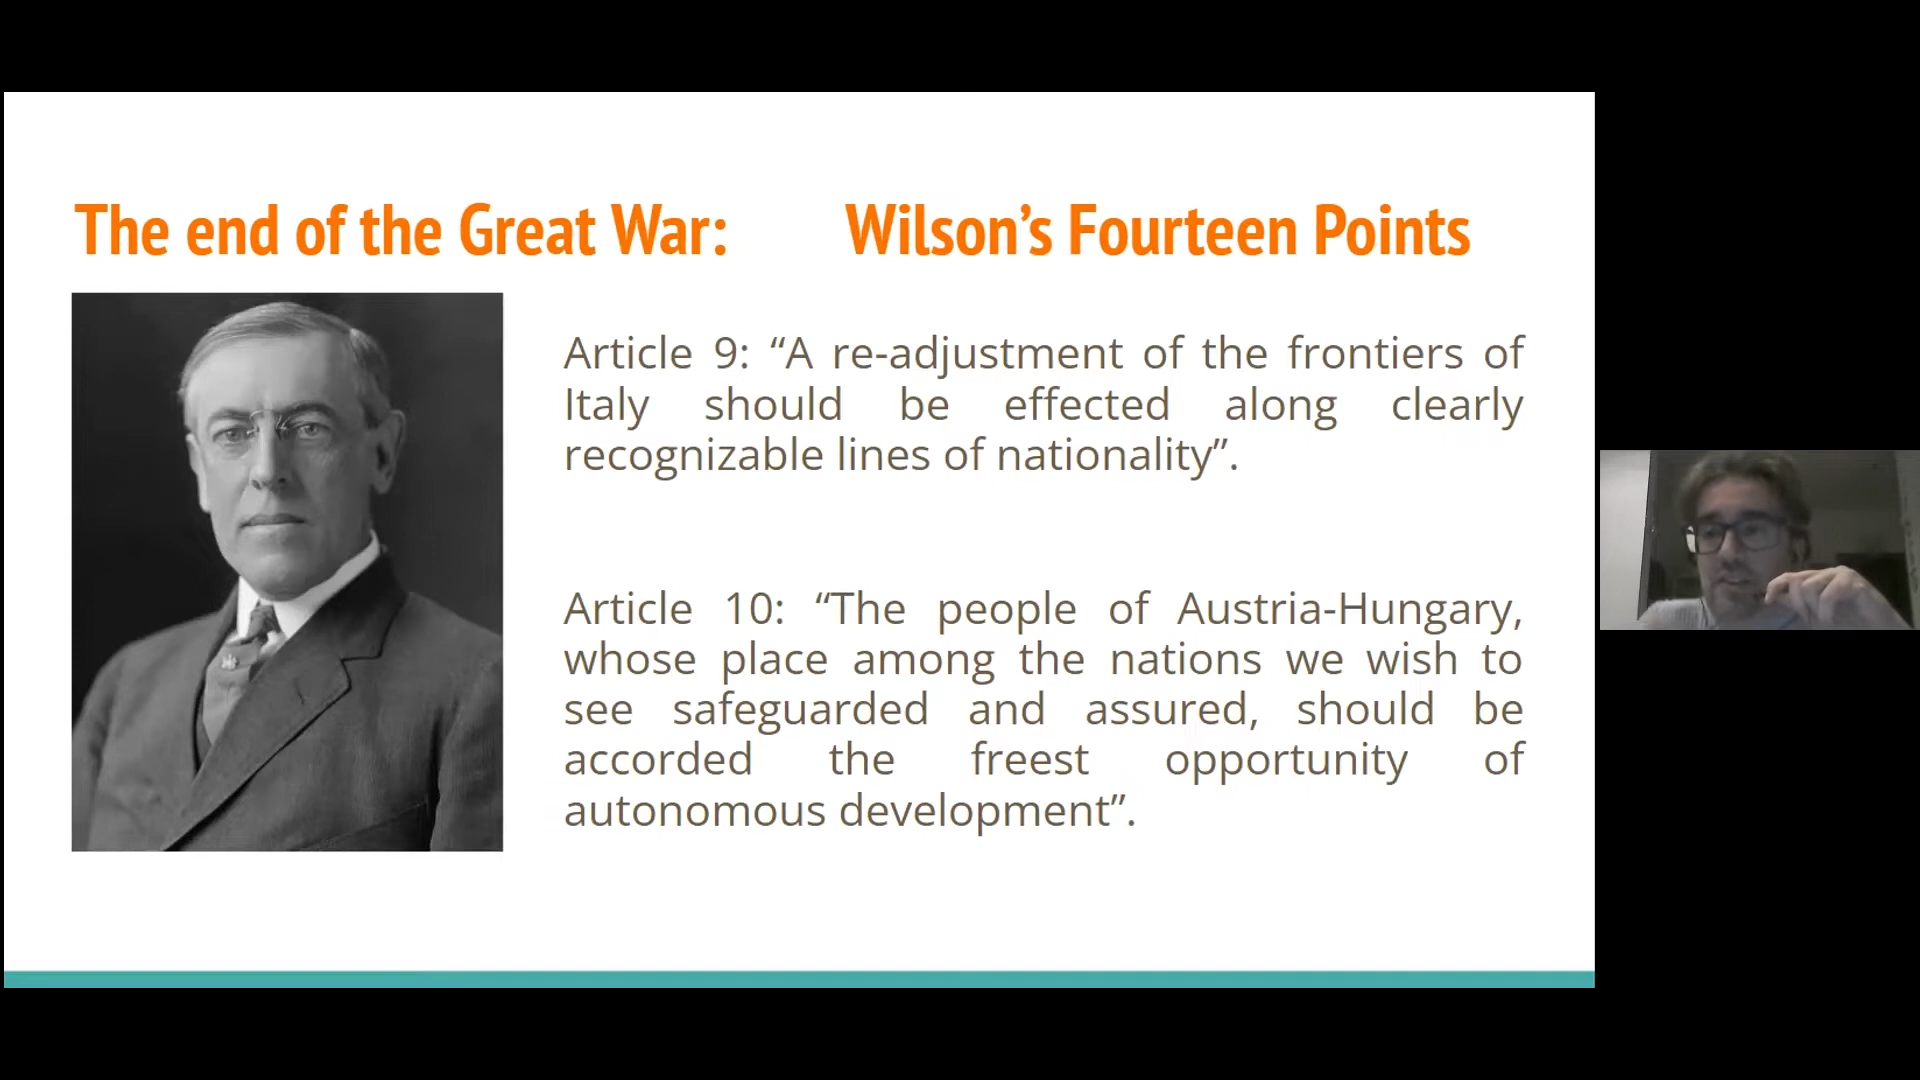 The end of the Great War: Wilson’s Fourteen Points
Article 9: “A re-adjustment of the frontiers of
Italy should be effected along clearly
recognizable lines of nationality”.
Article 10: “The people of Austria-Hungary,
whose place among the nations we wish to
see safeguarded and assured, should be
accorded the freest opportunity of
autonomous development”.